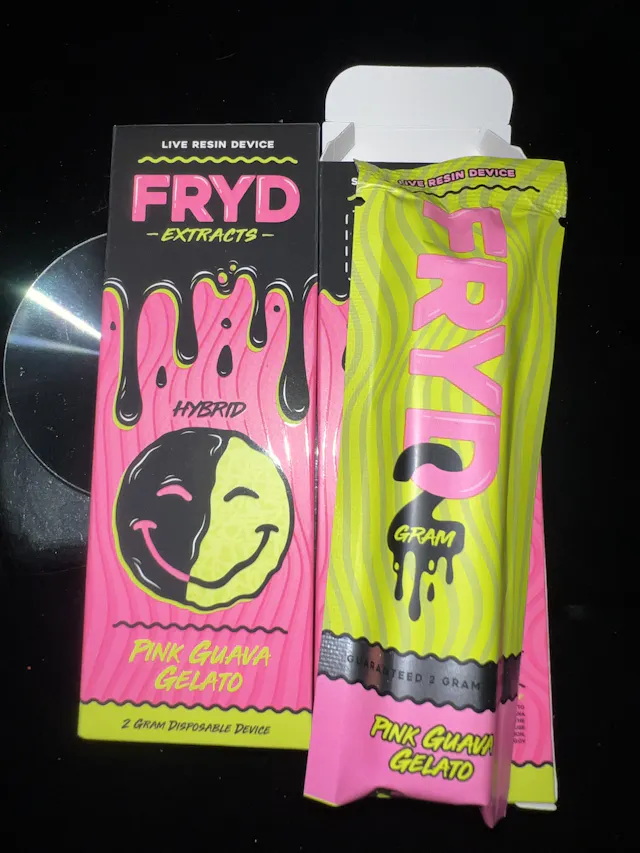 LIVE RESIN DEVICE
FRYD
-EXTRACTS-
HYBRID
PINK GUAVA
GELATO
2 GRAM DISPOSABLE DEVICE
LIVE RESIN DEVICE
FRYD
2
GRAM
GUARANTEED 2 GRAM
PINK GUAVA
GELATO